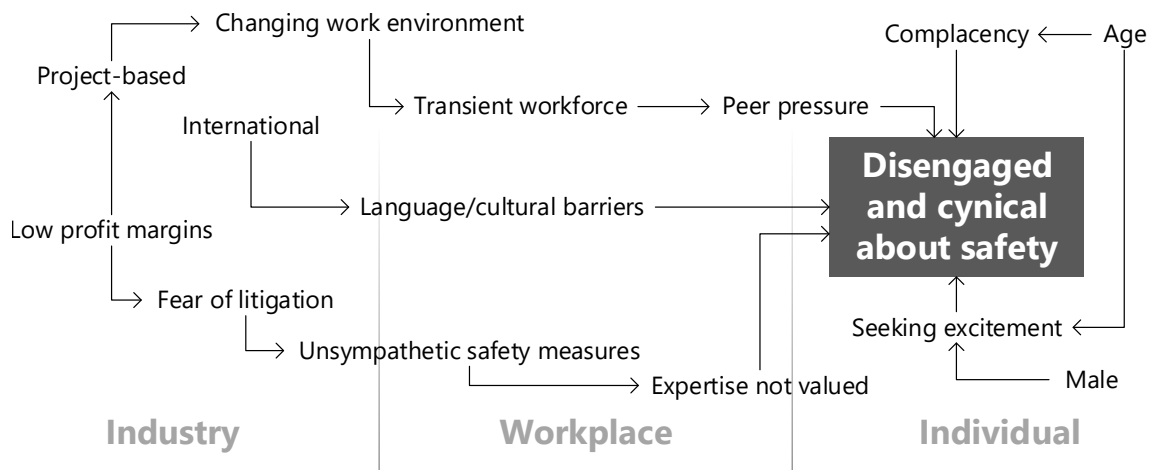 Changing work environment
Complacency
Age
Project-based
Transient workforce
Peer pressure
International
Disengaged
and cynical
about safety
Language/cultural barriers
Low profit margins
Fear of litigation
Seeking excitement
Unsympathetic safety measures
Expertise not valued
Male
Industry
Workplace
Individual